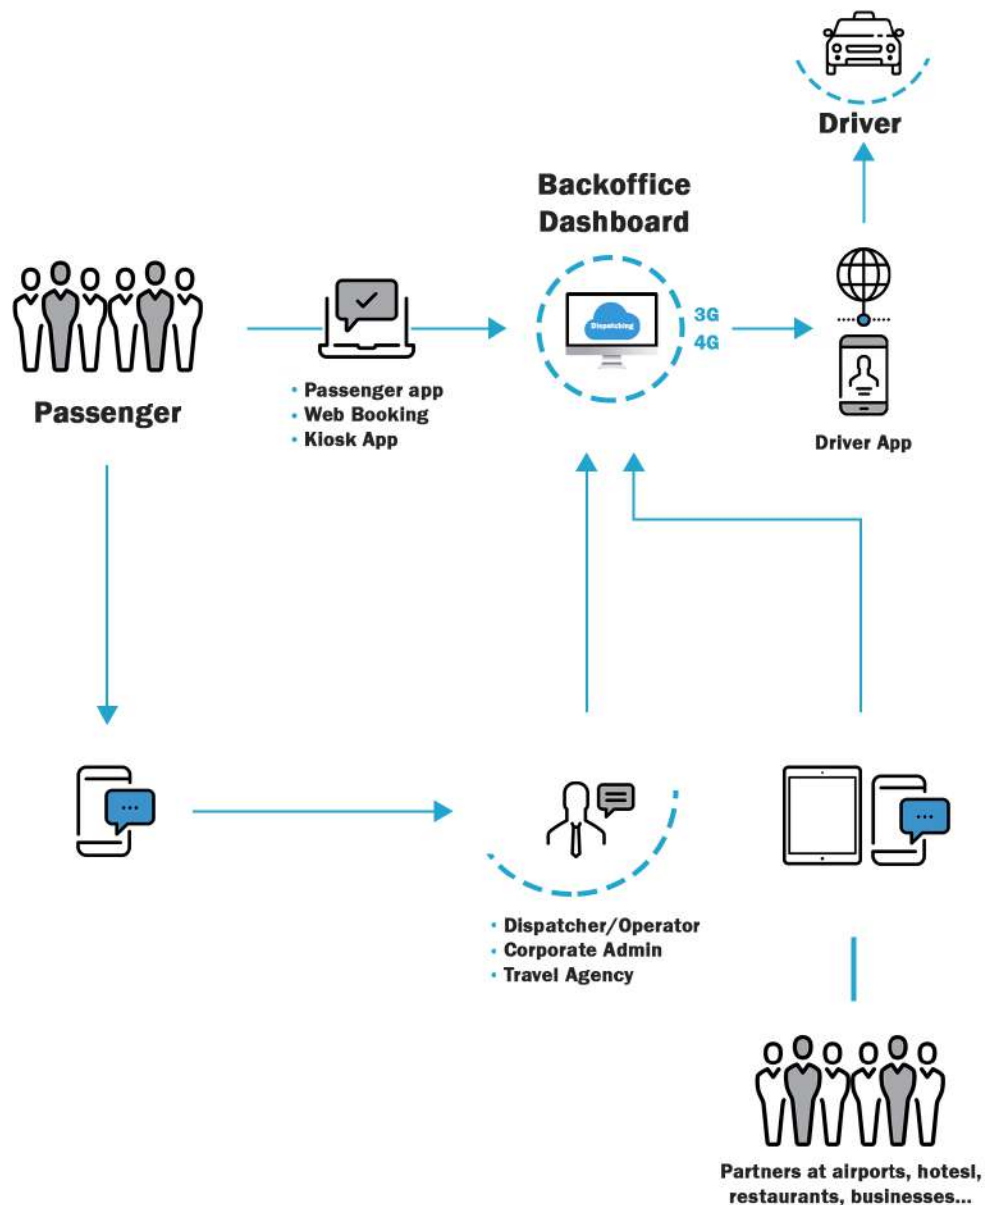 Driver
Backoffice
Dashboard
Dispatching
3G
4G
Passenger
• Passenger app
• Web Booking
• Kiosk App
Driver App
• Dispatcher/Operator
• Corporate Admin
• Travel Agency
Partners at airports, hotesl,
restaurants, businesses...